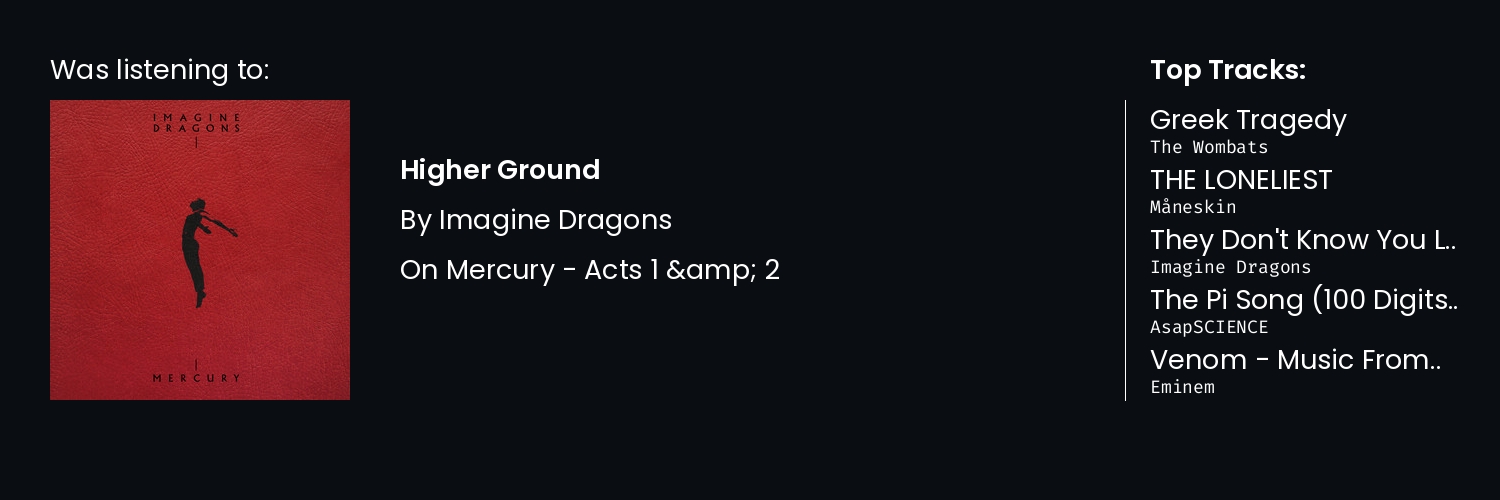 Was listening to:
IMAGINE
DRAGONS
MERCURY
Higher Ground
By Imagine Dragons
On Mercury - Acts 1 &amp; 2
Top Tracks:
Greek Tragedy
The Wombats
THE LONELIEST
Måneskin
They Don't Know You L..
Imagine Dragons
The Pi Song (100 Digits..
AsapSCIENCE
Venom - Music From..
Eminem